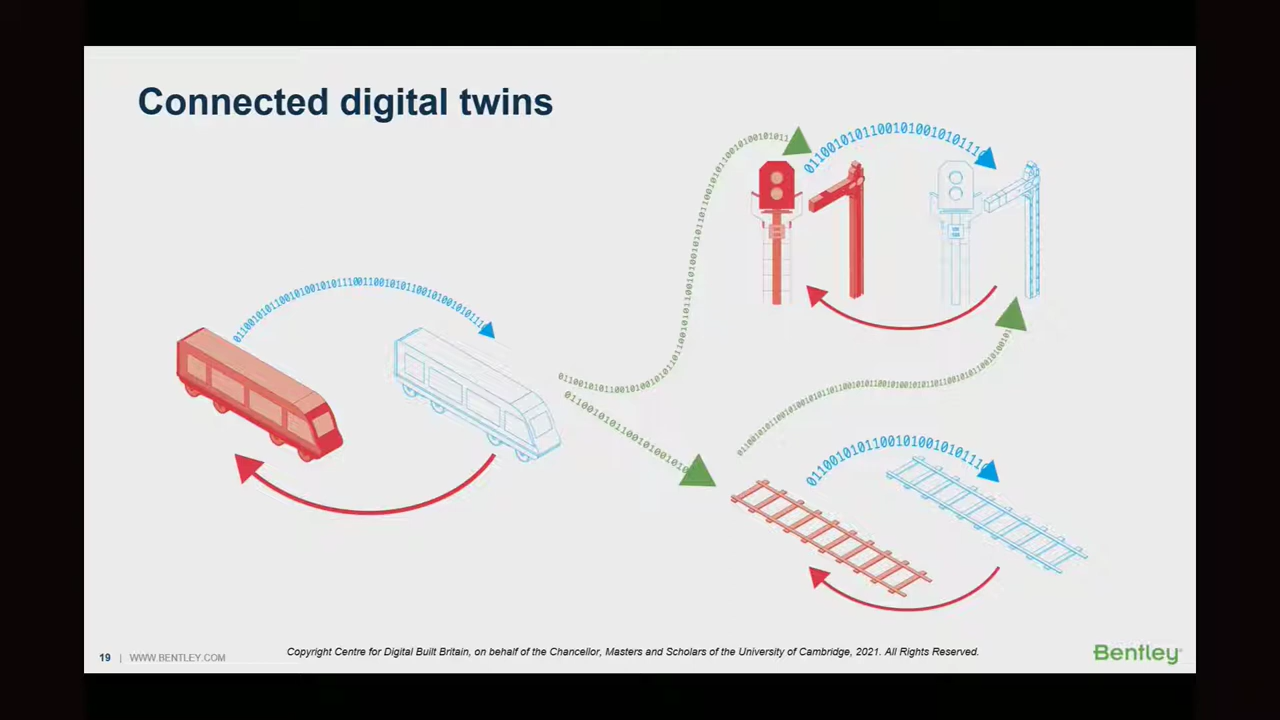 Connected digital twins
19 | WWW.BENTLEY.COM
Copyright Centre for Digital Built Britain, on behalf of the Chancellor, Masters and Scholars of the University of Cambridge, 2021. All Rights Reserved.
Bentley